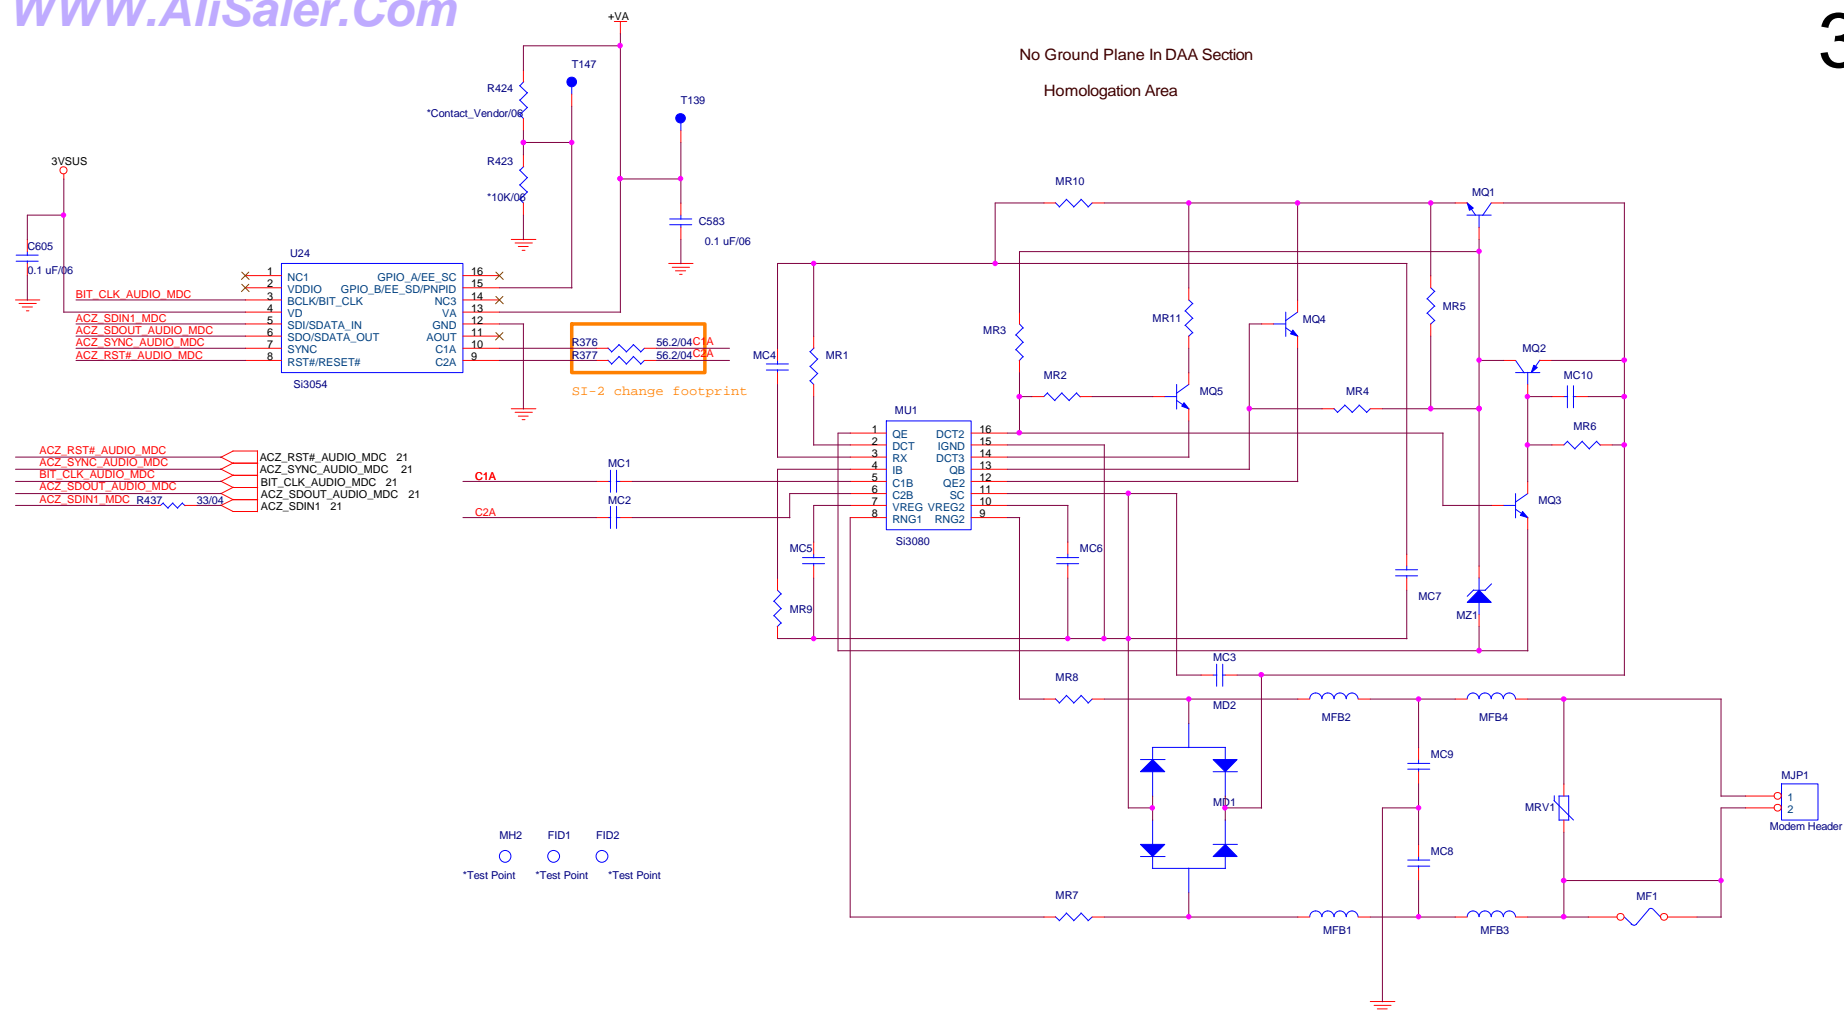 WWW.AliSaler.Com
3
+VA
No Ground Plane In DAA Section
Homologation Area
T147
R424
*Contact_Vendor/06
T139
R423
*10K/06
3VSUS
C605
0.1 uF/06
C583
0.1 uF/06
U24
1 NC1 GPIO_A/EE_SC 16
2 VDDIO GPIO_B/EE_SD/PNPID 15
BIT_CLK_AUDIO_MDC 3 BCLK/BIT_CLK NC3 14
4 VD VA 13
ACZ_SDIN1_MDC 5 SDI/SDATA_IN GND 12
ACZ_SDOUT_AUDIO_MDC 6 SDO/SDATA_OUT AOUT 11
ACZ_SYNC_AUDIO_MDC 7 SYNC C1A 10
ACZ_RST#_AUDIO_MDC 8 RST#/RESET# C2A 9
Si3054
R376 56.2/04 C1A
R377 56.2/04 C2A
SI-2 change footprint
MR10
MQ1
MR5
MR11
MQ4
MR3
MC4
MR1
MQ2
MC10
MR2
MQ5
MR4
MR6
MU1
1 QE DCT2 16
2 DCT IGND 15
3 RX DCT3 14
4 IB QB 13
5 C1B QE2 12
6 C2B SC 11
7 VREG VREG2 10
8 RNG1 RNG2 9
Si3080
ACZ_RST#_AUDIO_MDC ACZ_RST#_AUDIO_MDC 21
ACZ_SYNC_AUDIO_MDC ACZ_SYNC_AUDIO_MDC 21
BIT_CLK_AUDIO_MDC BIT_CLK_AUDIO_MDC 21
ACZ_SDOUT_AUDIO_MDC ACZ_SDOUT_AUDIO_MDC 21
ACZ_SDIN1_MDC R437 33/04 ACZ_SDIN1 21
C1A MC1
C2A MC2
MQ3
MC5
MC6
MR9
MC7
MZ1
MC3
MR8
MD2
MFB2
MFB4
MC9
MD1
MRV1
MJP1
1
2
Modem Header
MC8
MH2 FID1 FID2
*Test Point *Test Point *Test Point
MR7
MFB1
MFB3
MF1